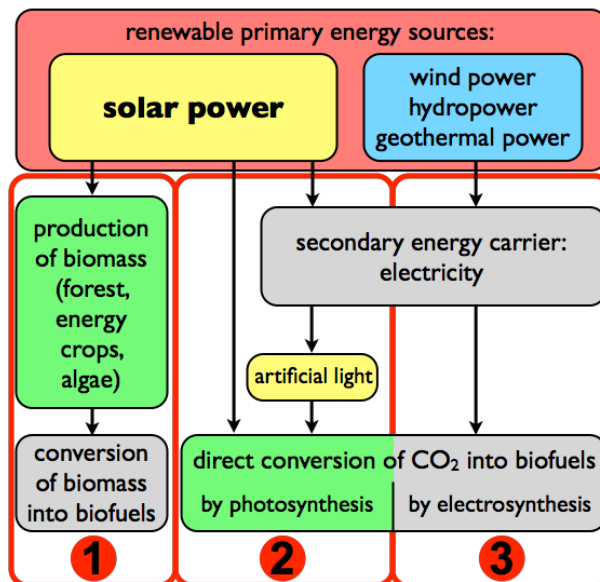 renewable primary energy sources:
solar power
wind power
hydropower
geothermal power
production
of biomass
(forest,
energy
crops,
algae)
secondary energy carrier:
electricity
artificial light
conversion
of biomass
into biofuels
direct conversion of CO₂ into biofuels
by photosynthesis
by electrosynthesis
1
2
3